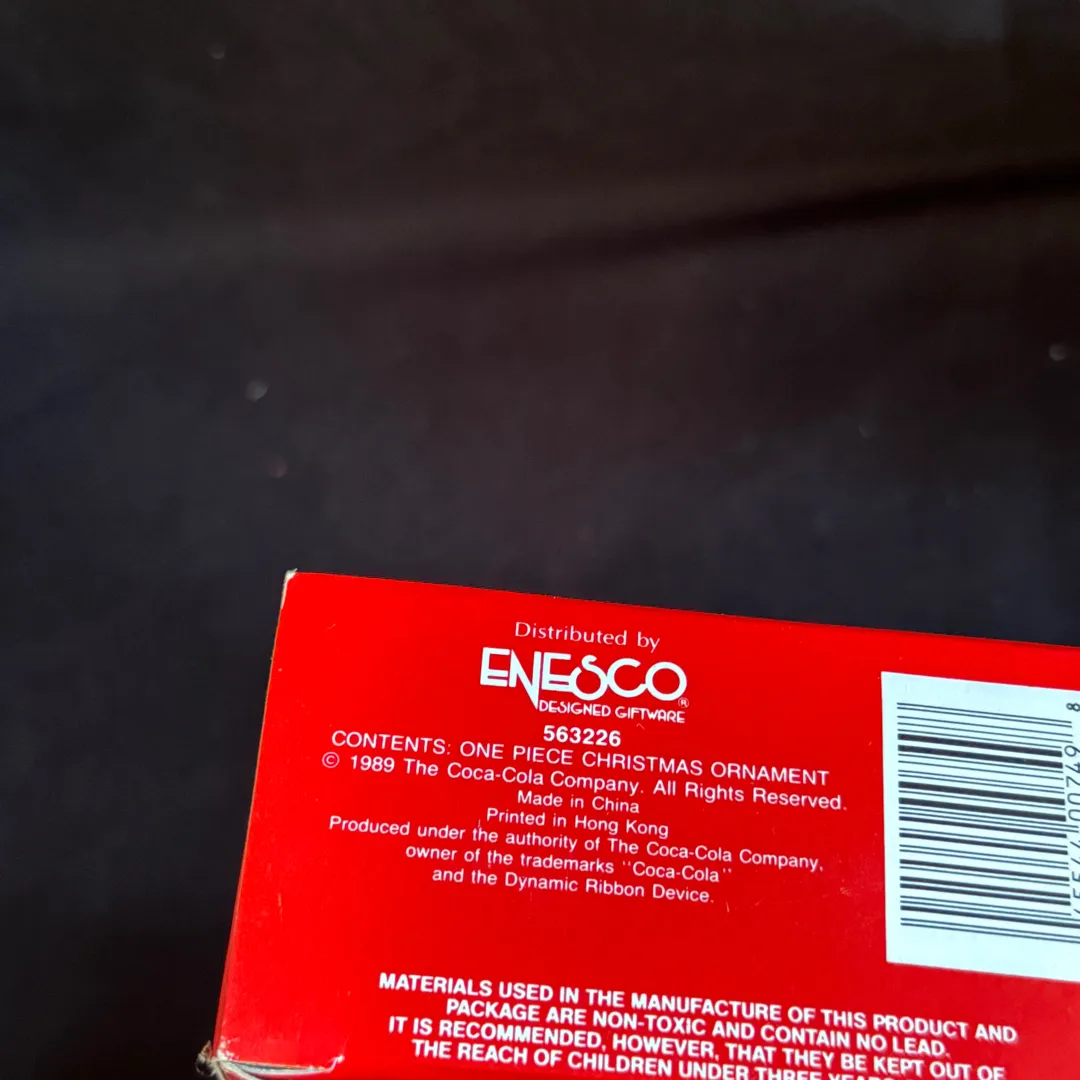 Distributed by
ENESCO®
DESIGNED GIFTWARE
563226
CONTENTS: ONE PIECE CHRISTMAS ORNAMENT
© 1989 The Coca-Cola Company. All Rights Reserved.
Made in China
Printed in Hong Kong
Produced under the authority of The Coca-Cola Company,
owner of the trademarks "Coca-Cola"
and the Dynamic Ribbon Device.
MATERIALS USED IN THE MANUFACTURE OF THIS PRODUCT AND
PACKAGE ARE NON-TOXIC AND CONTAIN NO LEAD.
IT IS RECOMMENDED, HOWEVER, THAT THEY BE KEPT OUT OF
THE REACH OF CHILDREN UNDER THREE
00749 8